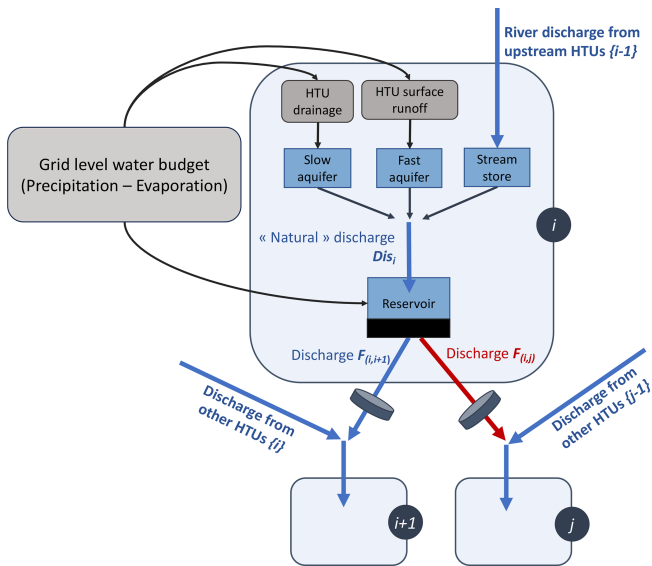 River discharge from
upstream HTUs {i-1}
HTU
drainage
HTU surface
runoff
Grid level water budget
(Precipitation – Evaporation)
Slow
aquifer
Fast
aquifer
Stream
store
i
« Natural » discharge
Disi
Reservoir
Discharge F(i,i+1)
Discharge F(i,j)
Discharge from
other HTUs {i}
Discharge from
other HTUs {j-1}
i+1
j